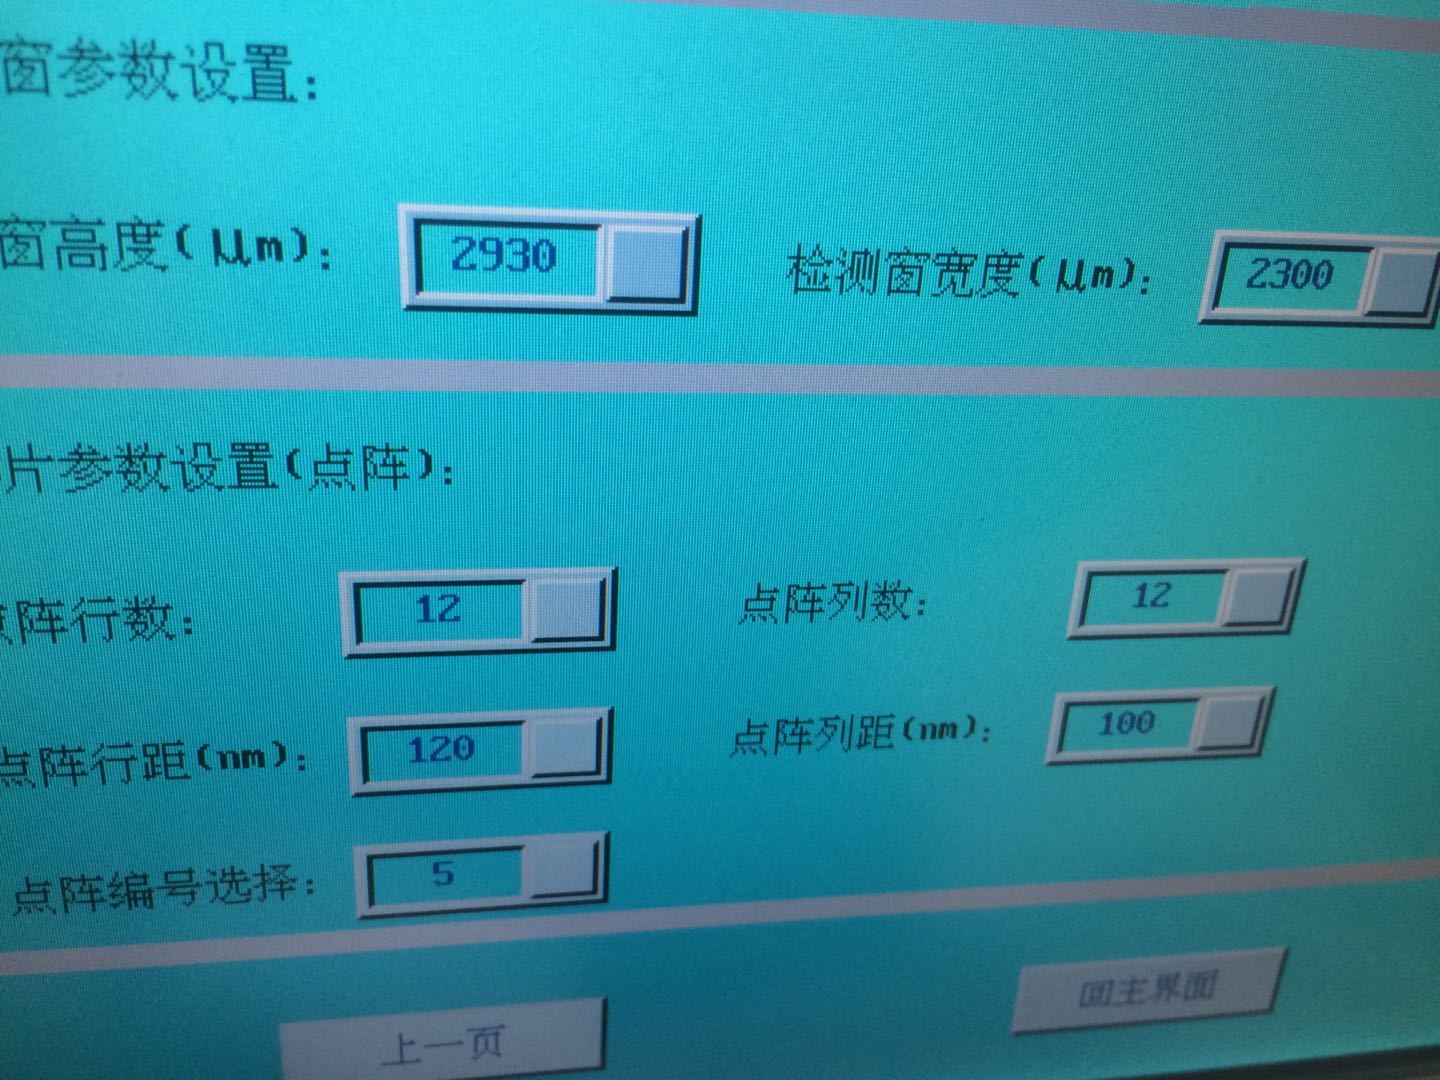 窗参数设置:
窗高度(μm): 2930 检测窗宽度(μm): 2300
片参数设置(点阵):
点阵行数: 12 点阵列数: 12
点阵行距(nm): 120 点阵列距(nm): 100
点阵编号选择: 5
上一页 回主界面